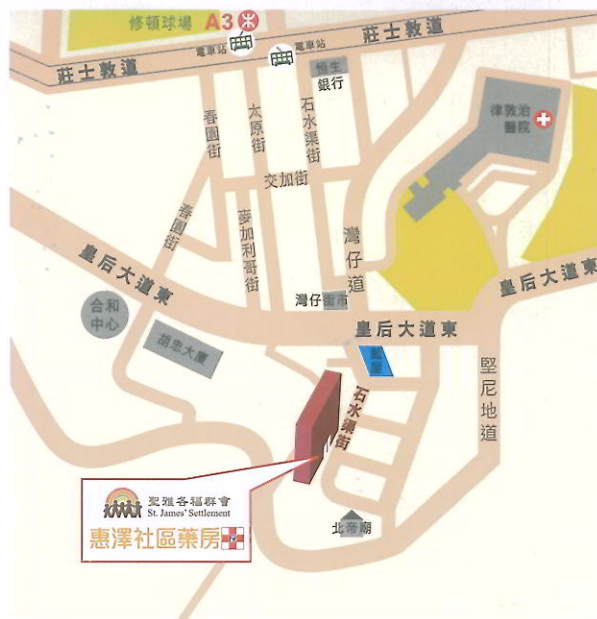 修頓球場 A3
電車站
電車站
莊士敦道
莊士敦道
恒生
銀行
律敦治
醫院
春園街
太原街
石水渠街
交加街
春園街
麥加利哥街
灣仔道
灣仔街市
皇后大道東
皇后大道東
皇后大道東
合和
中心
胡忠大廈
藍屋
石水渠街
堅尼地道
聖雅各福群會
St. James' Settlement
惠澤社區藥房
北帝廟